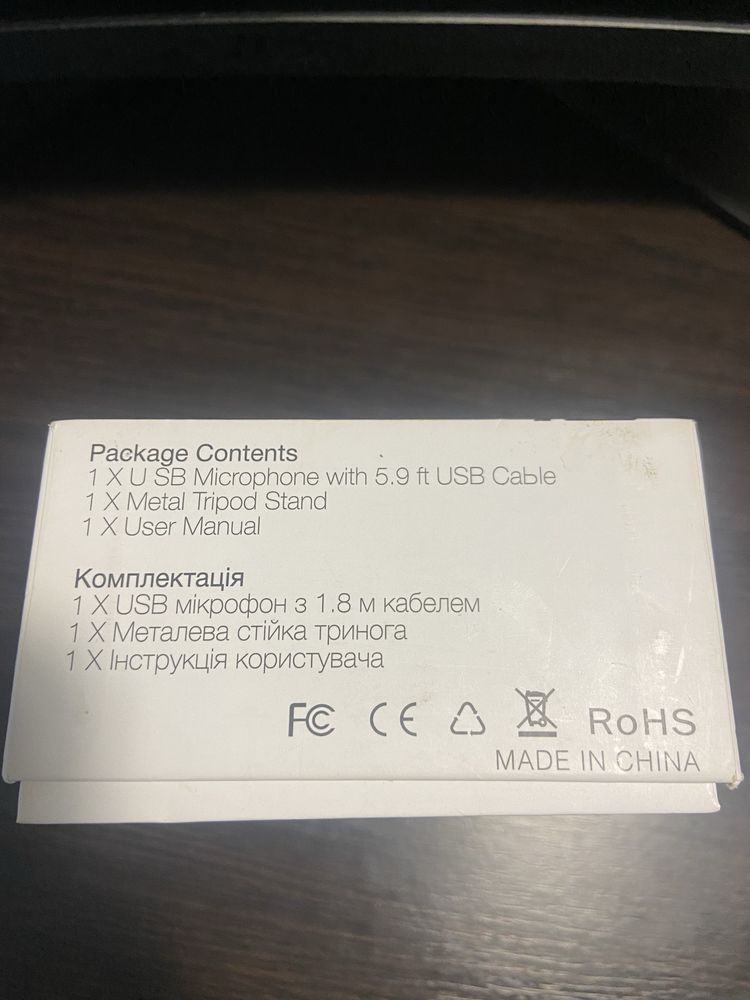 Package Contents
1 X U SB Microphone with 5.9 ft USB Cable
1 X Metal Tripod Stand
1 X User Manual
Комплектація
1 X USB мікрофон з 1.8 м кабелем
1 X Металева стійка тринога
1 X Інструкція користувача
FC CE RoHS
MADE IN CHINA